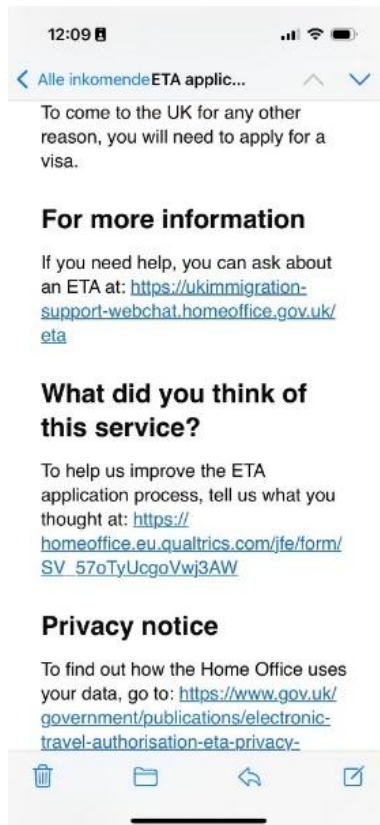 12:09
Alle inkomende ETA applic...
To come to the UK for any other
reason, you will need to apply for a
visa.
For more information
If you need help, you can ask about
an ETA at: https://ukimmigration-
support-webchat.homeoffice.gov.uk/
eta
What did you think of
this service?
To help us improve the ETA
application process, tell us what you
thought at: https://
homeoffice.eu.qualtrics.com/jfe/form/
SV_57oTyUcgoVwj3AW
Privacy notice
To find out how the Home Office uses
your data, go to: https://www.gov.uk/
government/publications/electronic-
travel-authorisation-eta-privacy-